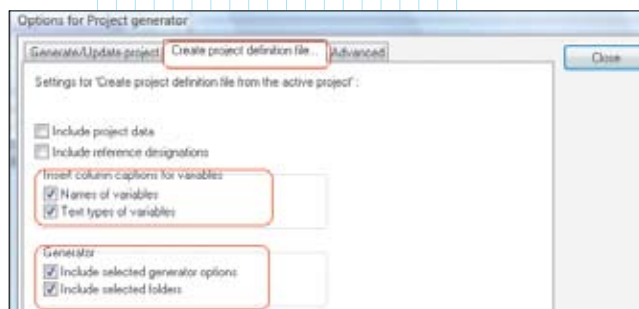 Options for Project generator
Generate/Update project Create project definition file... Advanced
Close
Settings for 'Create project definition file from the active project' :
Include project data
Include reference designations
Insert column captions for variables
Names of variables
Text types of variables
Generator
Include selected generator options
Include selected folders